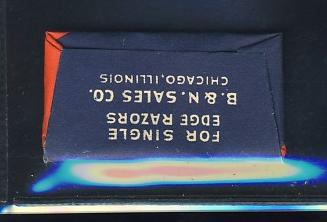 FOR SINGLE
EDGE RAZORS
B. & N. SALES CO.
CHICAGO, ILLINOIS